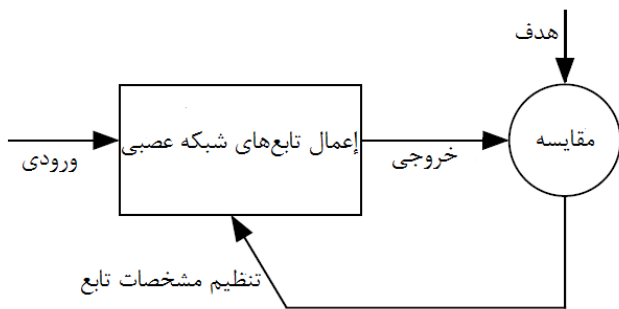 هدف
إعمال تابع‌های شبکه عصبی
مقایسه
خروجی
ورودی
تنظیم مشخصات تابع